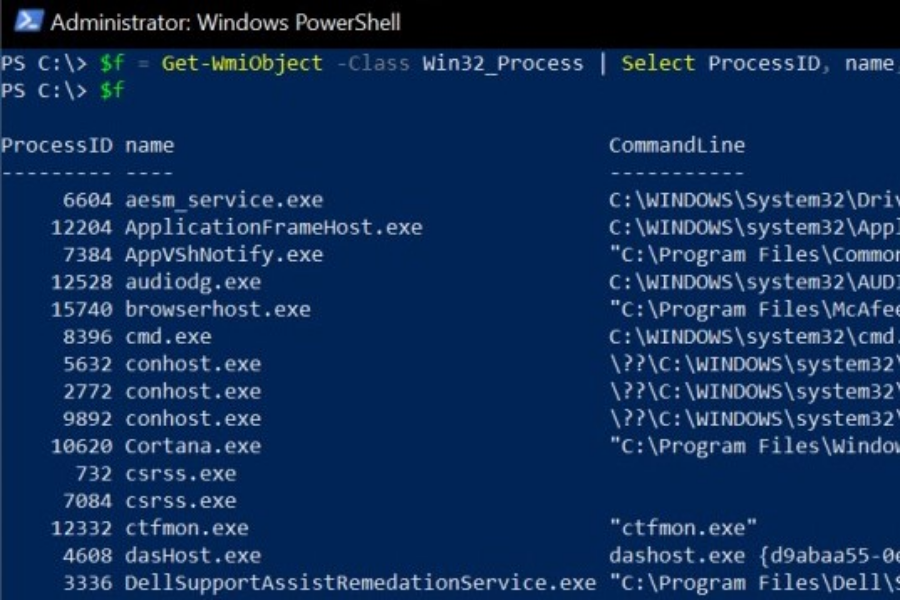 Administrator: Windows PowerShell
PS C:\> $f = Get-WmiObject -Class Win32_Process | Select ProcessID, name,
PS C:\> $f
ProcessID name CommandLine
--------- ---- -----------
6604 aesm_service.exe C:\WINDOWS\System32\Driv
12204 ApplicationFrameHost.exe C:\WINDOWS\system32\Appl
7384 AppVShNotify.exe "C:\Program Files\Common
12528 audiodg.exe C:\WINDOWS\system32\AUDI
15740 browserhost.exe "C:\Program Files\McAfee
8396 cmd.exe C:\WINDOWS\system32\cmd.
5632 conhost.exe \??\C:\WINDOWS\system32\
2772 conhost.exe \??\C:\WINDOWS\system32\
9892 conhost.exe \??\C:\WINDOWS\system32\
10620 Cortana.exe "C:\Program Files\Window
732 csrss.exe
7084 csrss.exe
12332 ctfmon.exe "ctfmon.exe"
4608 dasHost.exe dashost.exe {d9abaa55-0e
3336 DellSupportAssistRemedationService.exe "C:\Program Files\Dell\S